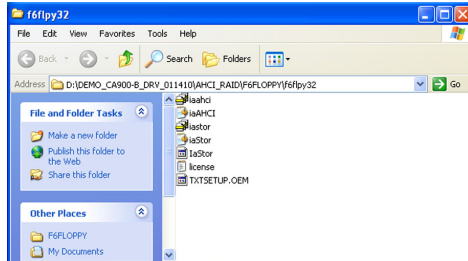 f6flpy32
File Edit View Favorites Tools Help
Back Search Folders
Address D:\DEMO_CA900-B_DRV_011410\AHCI_RAID\F6FLOPPY\f6flpy32 Go
File and Folder Tasks
Make a new folder
Publish this folder to
the Web
Share this folder
Other Places
F6FLOPPY
My Documents
iaahci
iaAHCI
iastor
iaStor
IaStor
license
TXTSETUP.OEM